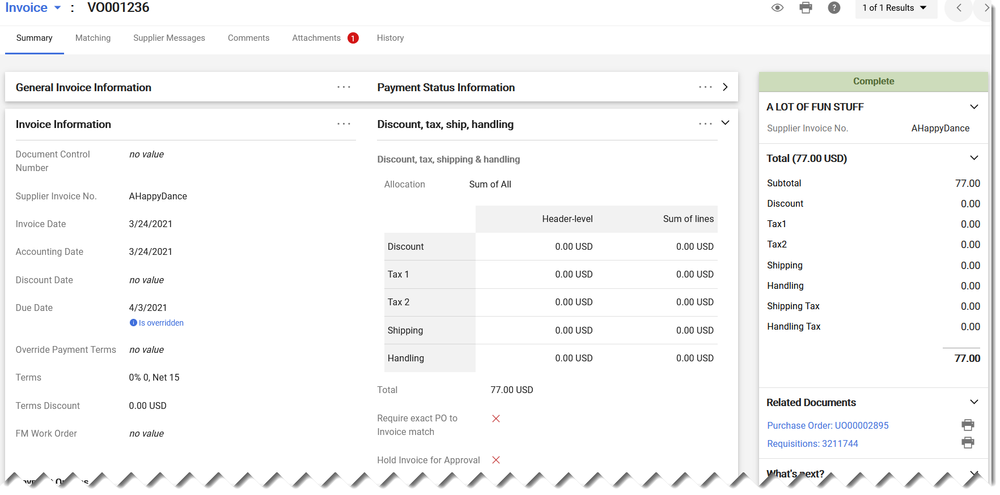 Invoice : VO001236
? 1 of 1 Results
Summary Matching Supplier Messages Comments Attachments 1 History
General Invoice Information
Payment Status Information
Invoice Information
Document Control
Number
no value
Supplier Invoice No. AHappyDance
Invoice Date 3/24/2021
Accounting Date 3/24/2021
Discount Date no value
Due Date 4/3/2021
Is overridden
Override Payment Terms no value
Terms 0% 0, Net 15
Terms Discount 0.00 USD
FM Work Order no value
Discount, tax, ship, handling
Discount, tax, shipping & handling
Allocation Sum of All
Header-level Sum of lines
Discount 0.00 USD 0.00 USD
Tax 1 0.00 USD 0.00 USD
Tax 2 0.00 USD 0.00 USD
Shipping 0.00 USD 0.00 USD
Handling 0.00 USD 0.00 USD
Total 77.00 USD
Require exact PO to
Invoice match
Hold Invoice for Approval
Complete
A LOT OF FUN STUFF
Supplier Invoice No. AHappyDance
Total (77.00 USD)
Subtotal 77.00
Discount 0.00
Tax1 0.00
Tax2 0.00
Shipping 0.00
Handling 0.00
Shipping Tax 0.00
Handling Tax 0.00
77.00
Related Documents
Purchase Order: UO00002895
Requisitions: 3211744
What's next?